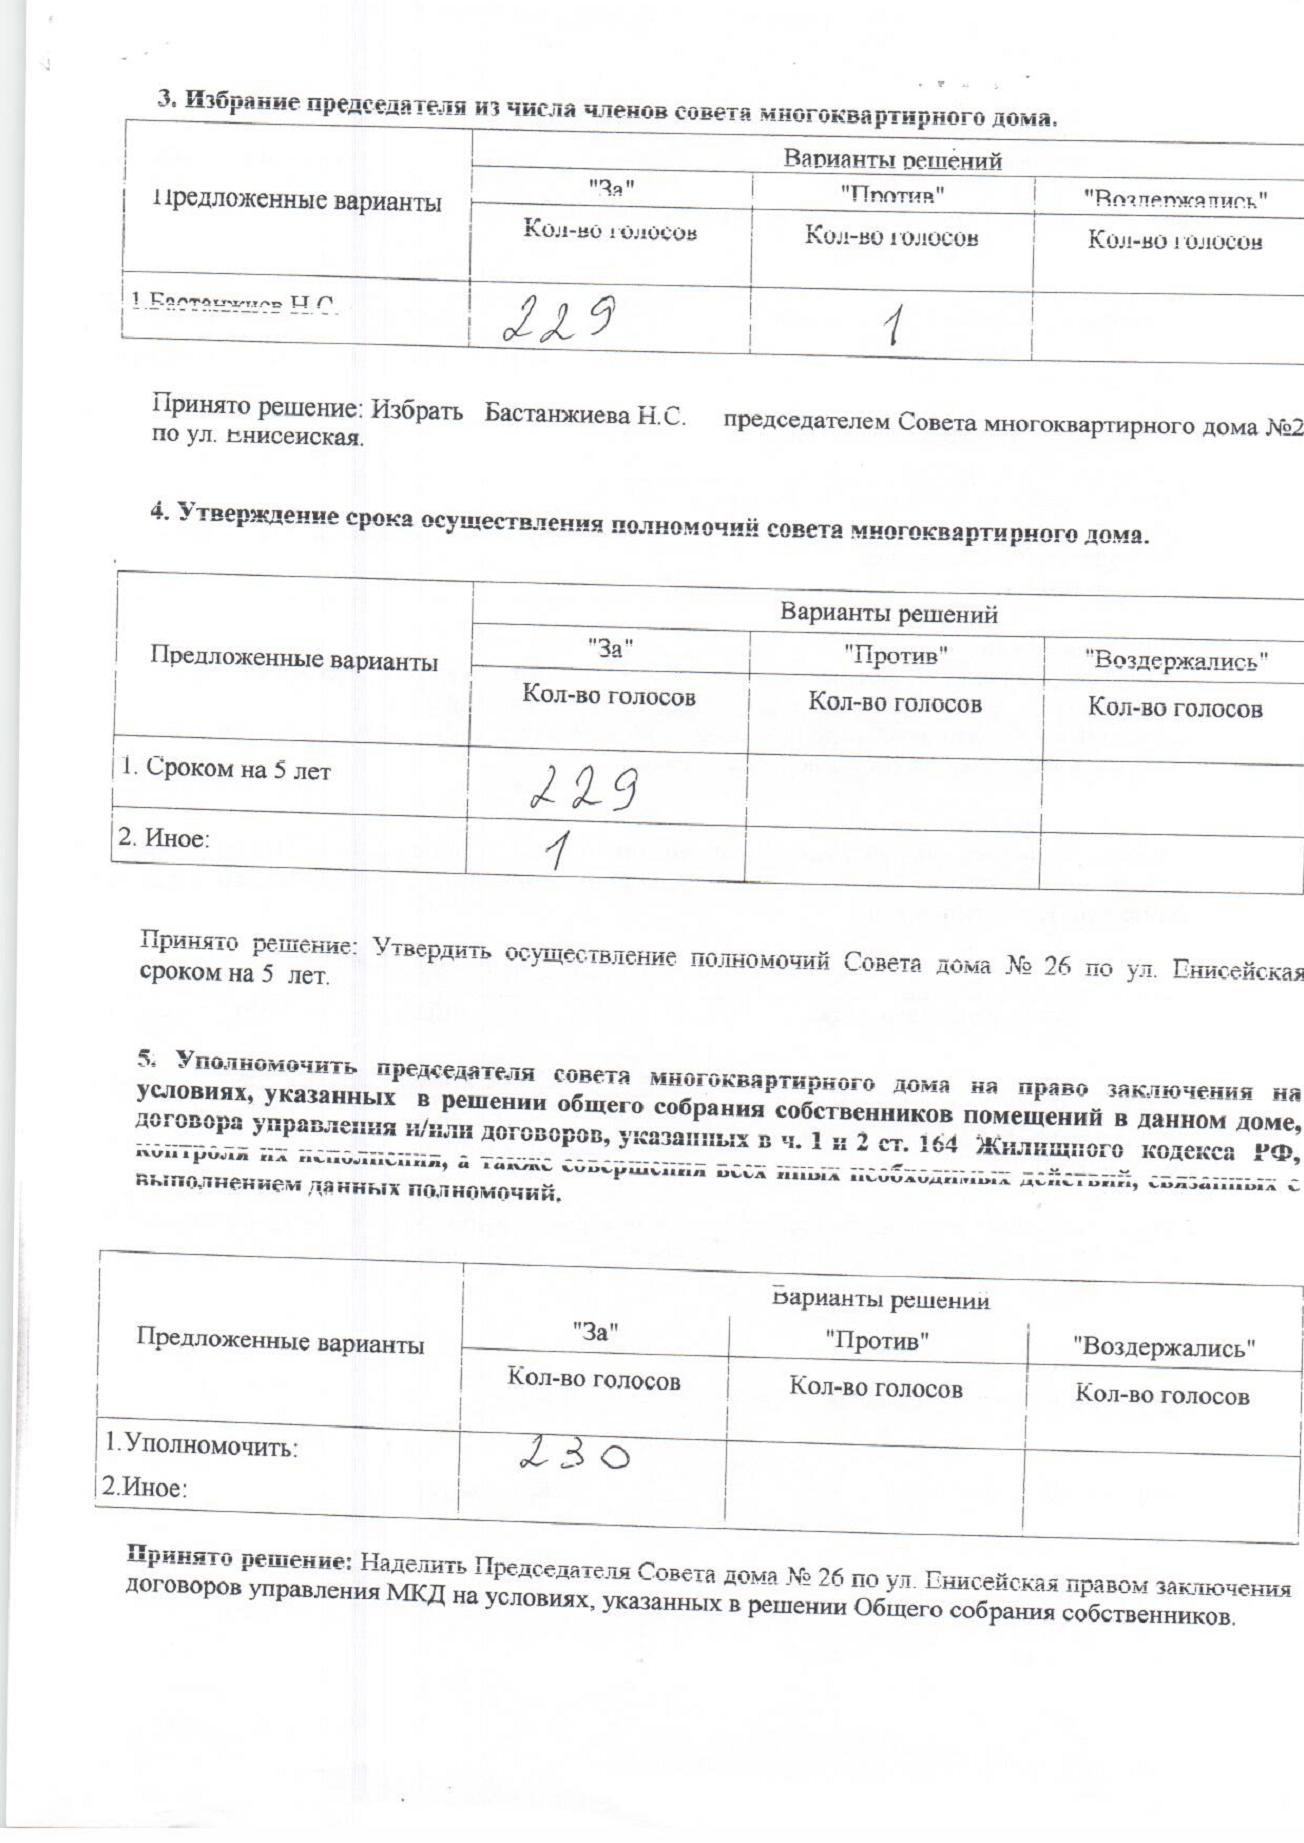 3. Избрание председателя из числа членов совета многоквартирного дома.
Предложенные варианты
Варианты решений
"За" "Против" "Воздержались"
Кол-во голосов Кол-во голосов Кол-во голосов
1.Бастанжиев Н.С. 229 1
Принято решение: Избрать Бастанжиева Н.С. председателем Совета многоквартирного дома №2
по ул. Енисейская.
4. Утверждение срока осуществления полномочий совета многоквартирного дома.
Варианты решений
Предложенные варианты
"За" "Против" "Воздержались"
Кол-во голосов Кол-во голосов Кол-во голосов
1. Сроком на 5 лет 229
2. Иное: 1
Принято решение: Утвердить осуществление полномочий Совета дома № 26 по ул. Енисейская
сроком на 5 лет.
5. Уполномочить председателя совета многоквартирного дома на право заключения на
условиях, указанных в решении общего собрания собственников помещений в данном доме,
договора управления и/или договоров, указанных в ч. 1 и 2 ст. 164 Жилищного кодекса РФ,
контроля их исполнения, а также совершения всех иных необходимых действий, связанных с
выполнением данных полномочий.
Варианты решений
Предложенные варианты
"За" "Против" "Воздержались"
Кол-во голосов Кол-во голосов Кол-во голосов
1.Уполномочить: 230
2.Иное:
Принято решение: Наделить Председателя Совета дома № 26 по ул. Енисейская правом заключения
договоров управления МКД на условиях, указанных в решении Общего собрания собственников.